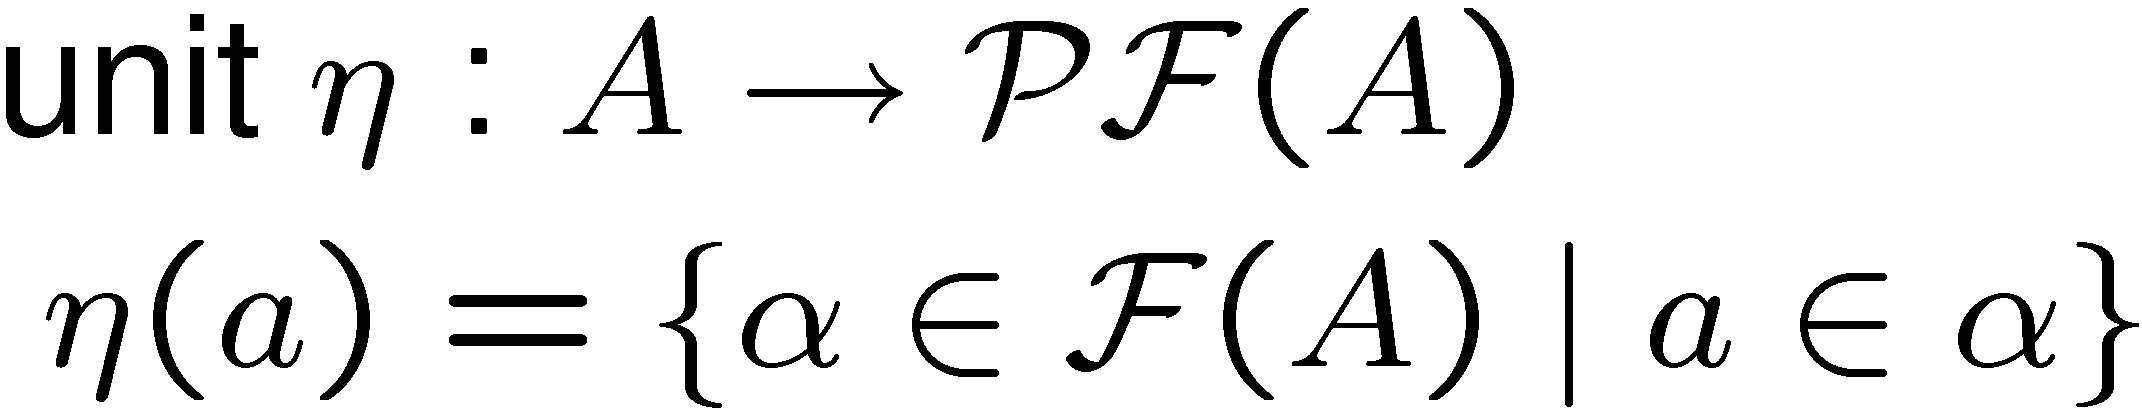 unit η : A → 𝒫ℱ(A)
η(a) = {α ∈ ℱ(A) | a ∈ α}